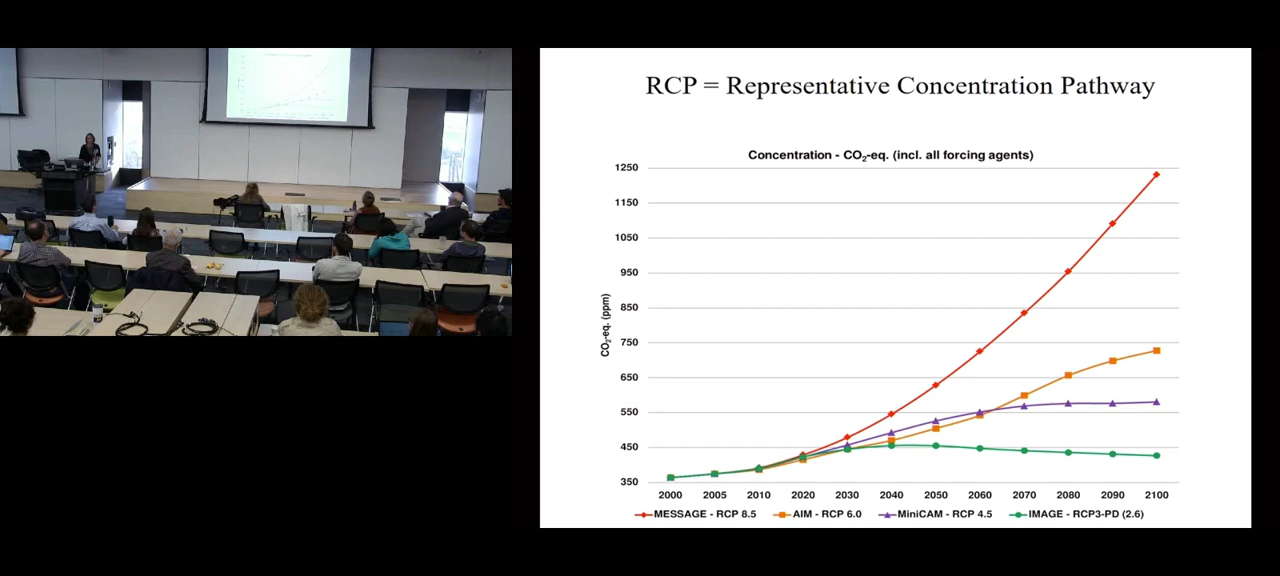 RCP = Representative Concentration Pathway
Concentration - CO₂-eq. (incl. all forcing agents)
CO₂-eq. (ppm)
1250
1150
1050
950
850
750
650
550
450
350
2000 2005 2010 2020 2030 2040 2050 2060 2070 2080 2090 2100
MESSAGE - RCP 8.5 AIM - RCP 6.0 MiniCAM - RCP 4.5 IMAGE - RCP3-PD (2.6)